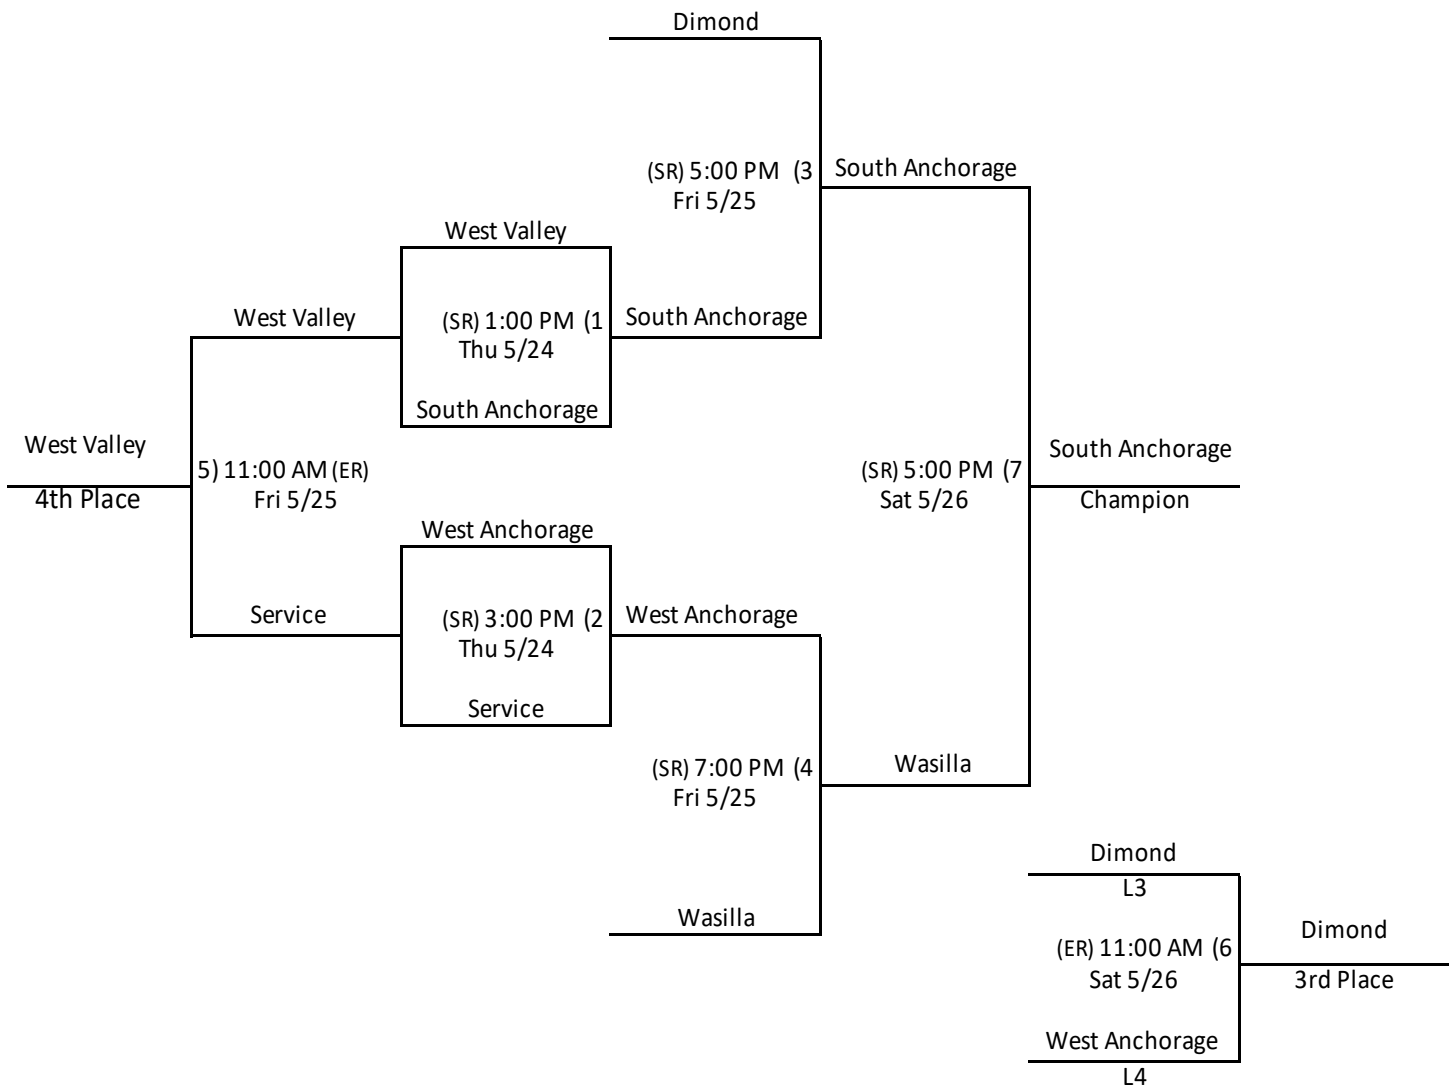 Dimond
(SR) 5:00 PM (3
Fri 5/25
South Anchorage
West Valley
West Valley
(SR) 1:00 PM (1
Thu 5/24
South Anchorage
South Anchorage
West Valley
4th Place
5) 11:00 AM (ER)
Fri 5/25
(SR) 5:00 PM (7
Sat 5/26
South Anchorage
Champion
West Anchorage
Service
(SR) 3:00 PM (2
Thu 5/24
West Anchorage
Service
(SR) 7:00 PM (4
Fri 5/25
Wasilla
Wasilla
Dimond
L3
(ER) 11:00 AM (6
Sat 5/26
Dimond
3rd Place
West Anchorage
L4